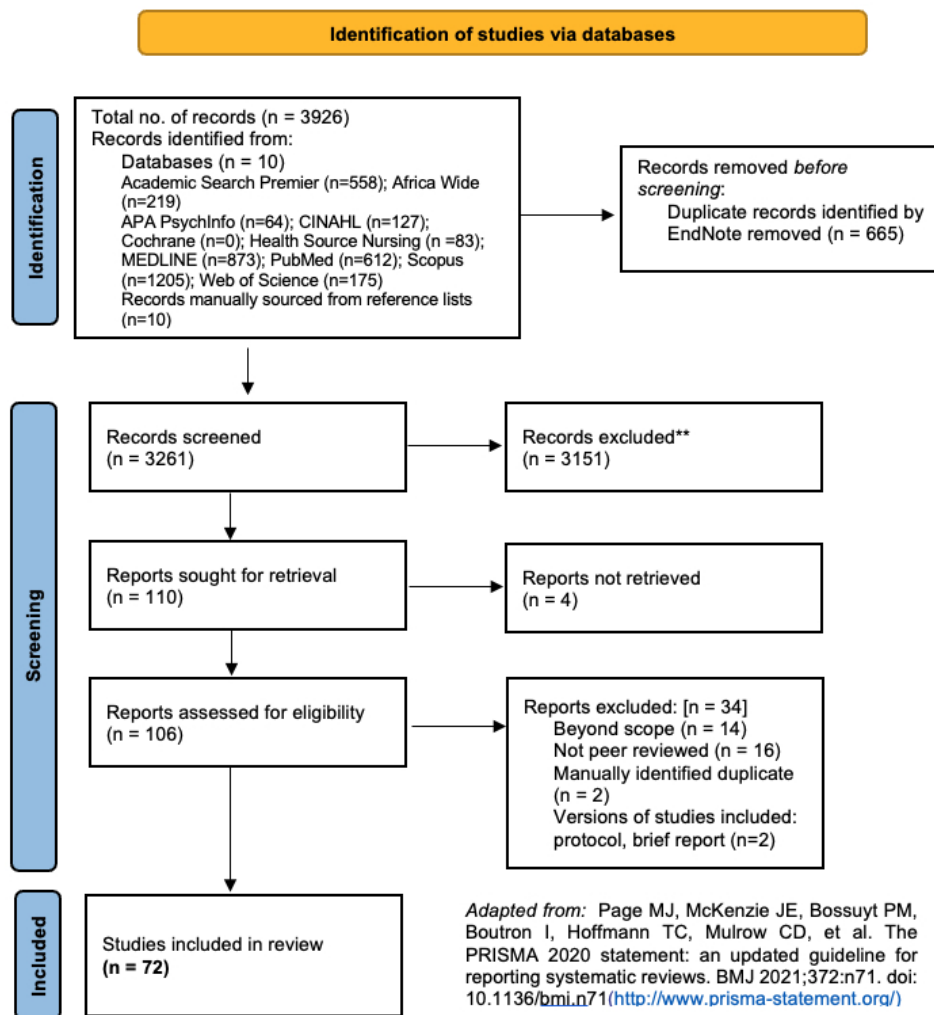 Identification of studies via databases
Identification
Total no. of records (n = 3926)
Records identified from:
Databases (n = 10)
Academic Search Premier (n=558); Africa Wide
(n=219)
APA PsychInfo (n=64); CINAHL (n=127);
Cochrane (n=0); Health Source Nursing (n =83);
MEDLINE (n=873); PubMed (n=612); Scopus
(n=1205); Web of Science (n=175)
Records manually sourced from reference lists
(n=10)
Records removed before
screening:
Duplicate records identified by
EndNote removed (n = 665)
Screening
Records screened
(n = 3261)
Records excluded**
(n = 3151)
Reports sought for retrieval
(n = 110)
Reports not retrieved
(n = 4)
Reports assessed for eligibility
(n = 106)
Reports excluded: [n = 34]
Beyond scope (n = 14)
Not peer reviewed (n = 16)
Manually identified duplicate
(n = 2)
Versions of studies included:
protocol, brief report (n=2)
Included
Studies included in review
(n = 72)
Adapted from: Page MJ, McKenzie JE, Bossuyt PM,
Boutron I, Hoffmann TC, Mulrow CD, et al. The
PRISMA 2020 statement: an updated guideline for
reporting systematic reviews. BMJ 2021;372:n71. doi:
10.1136/bmj.n71(http://www.prisma-statement.org/)